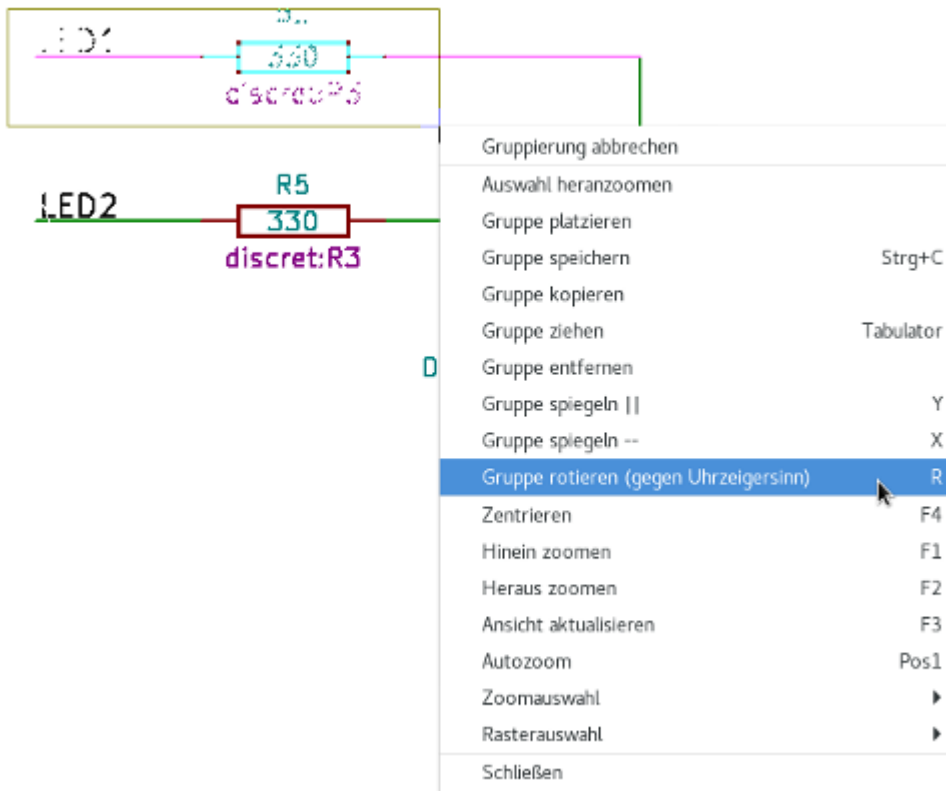 330
LED2
R5
330
discret:R3
D
Gruppierung abbrechen
Auswahl heranzoomen
Gruppe platzieren
Gruppe speichern Strg+C
Gruppe kopieren
Gruppe ziehen Tabulator
Gruppe entfernen
Gruppe spiegeln || Y
Gruppe spiegeln -- X
Gruppe rotieren (gegen Uhrzeigersinn) R
Zentrieren F4
Hinein zoomen F1
Heraus zoomen F2
Ansicht aktualisieren F3
Autozoom Pos1
Zoomauswahl
Rasterauswahl
Schließen